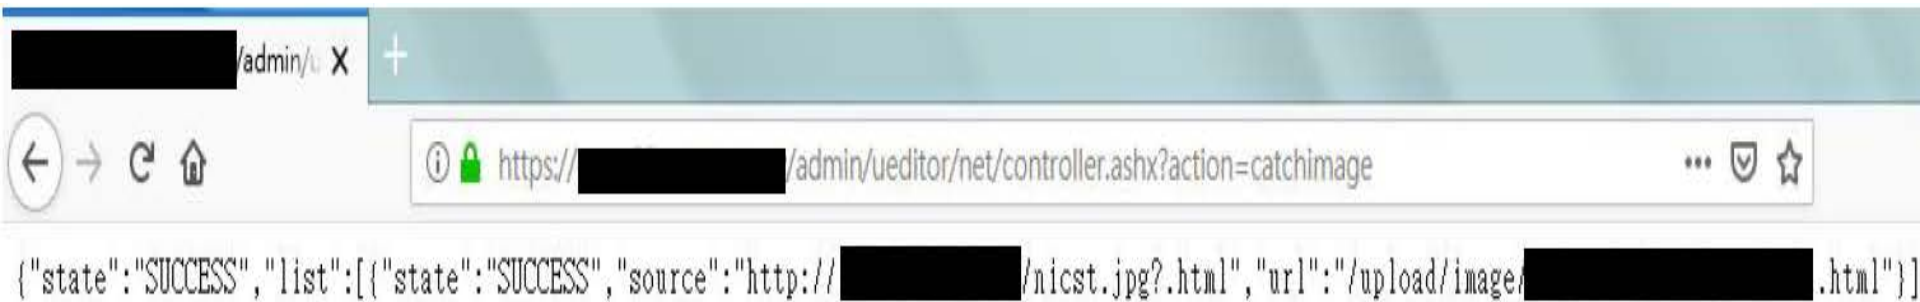 /admin/u
https:// /admin/ueditor/net/controller.ashx?action=catchimage
{"state":"SUCCESS","list":[{"state":"SUCCESS","source":"http:// /nicst.jpg?.html","url":"/upload/image/ .html"}]